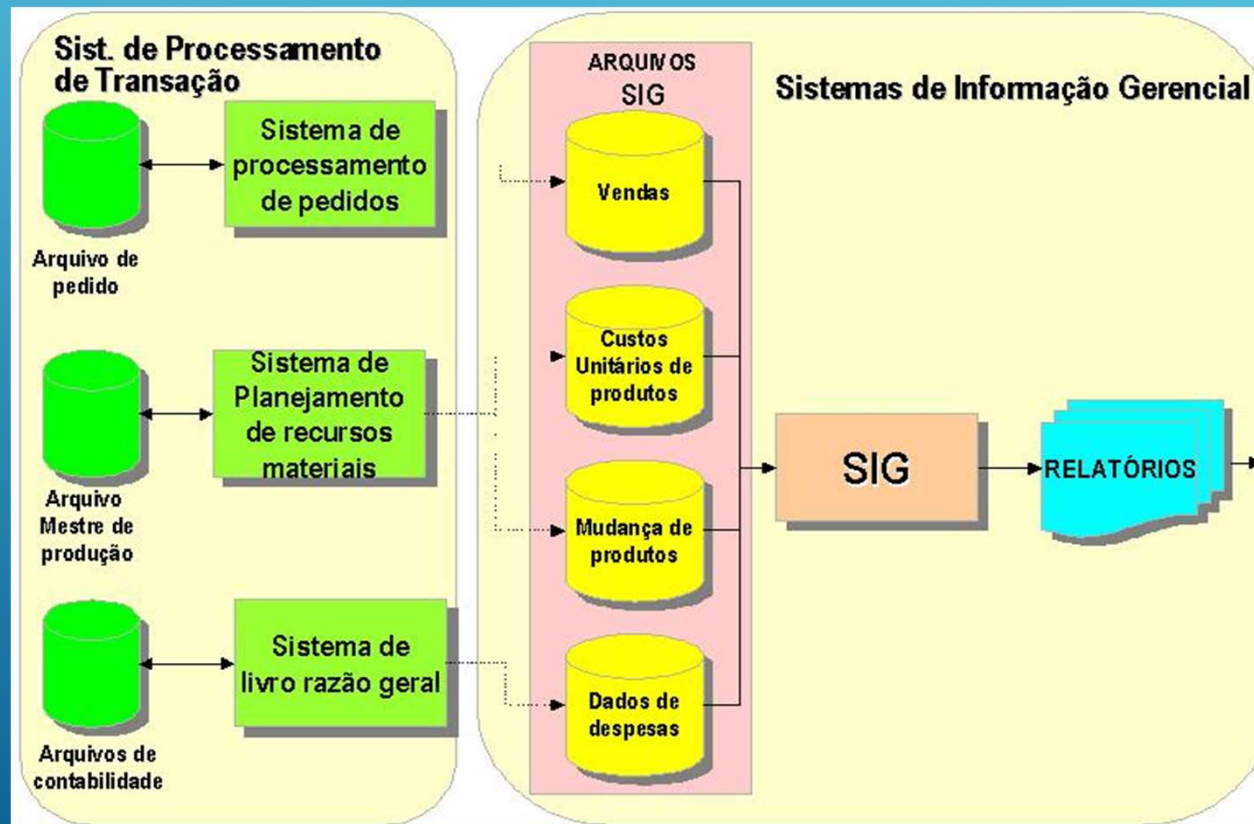 Sist. de Processamento
de Transação
Sistema de
processamento
de pedidos
Arquivo de
pedido
Sistema de
Planejamento
de recursos
materiais
Arquivo
Mestre de
produção
Sistema de
livro razão geral
Arquivos de
contabilidade
ARQUIVOS
SIG
Vendas
Custos
Unitários de
produtos
Mudança de
produtos
Dados de
despesas
Sistemas de Informação Gerencial
SIG
RELATÓRIOS